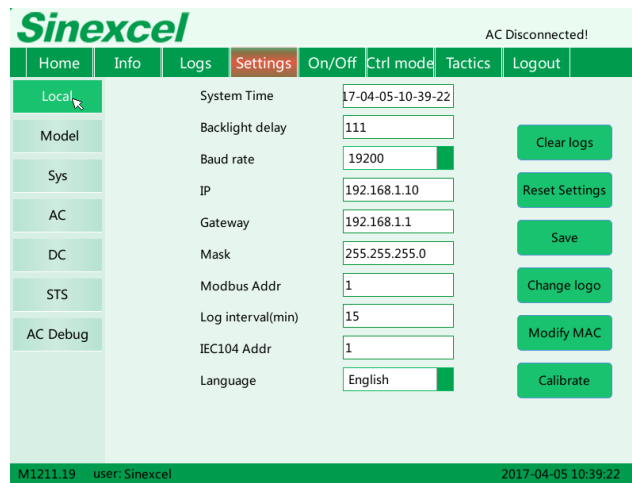 Sinexcel
AC Disconnected!
Home Info Logs Settings On/Off Ctrl mode Tactics Logout
Local
Model
Sys
AC
DC
STS
AC Debug
System Time 17-04-05-10-39-22
Backlight delay 111
Baud rate 19200
IP 192.168.1.10
Gateway 192.168.1.1
Mask 255.255.255.0
Modbus Addr 1
Log interval(min) 15
IEC104 Addr 1
Language English
Clear logs
Reset Settings
Save
Change logo
Modify MAC
Calibrate
M1211.19 user: Sinexcel 2017-04-05 10:39:22